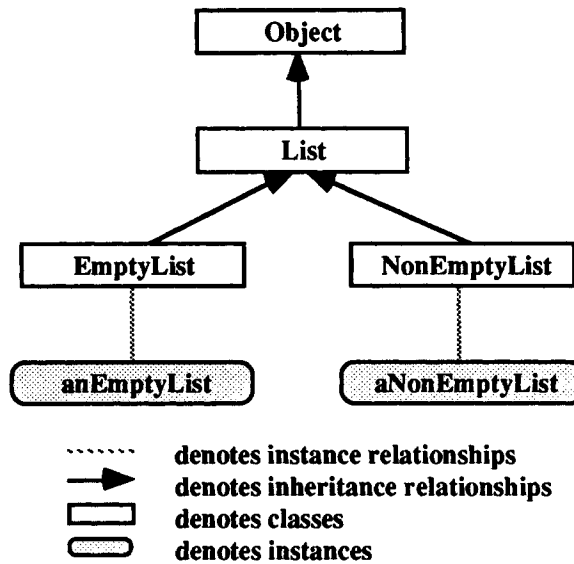 Object
List
EmptyList
NonEmptyList
anEmptyList
aNonEmptyList
denotes instance relationships
denotes inheritance relationships
denotes classes
denotes instances